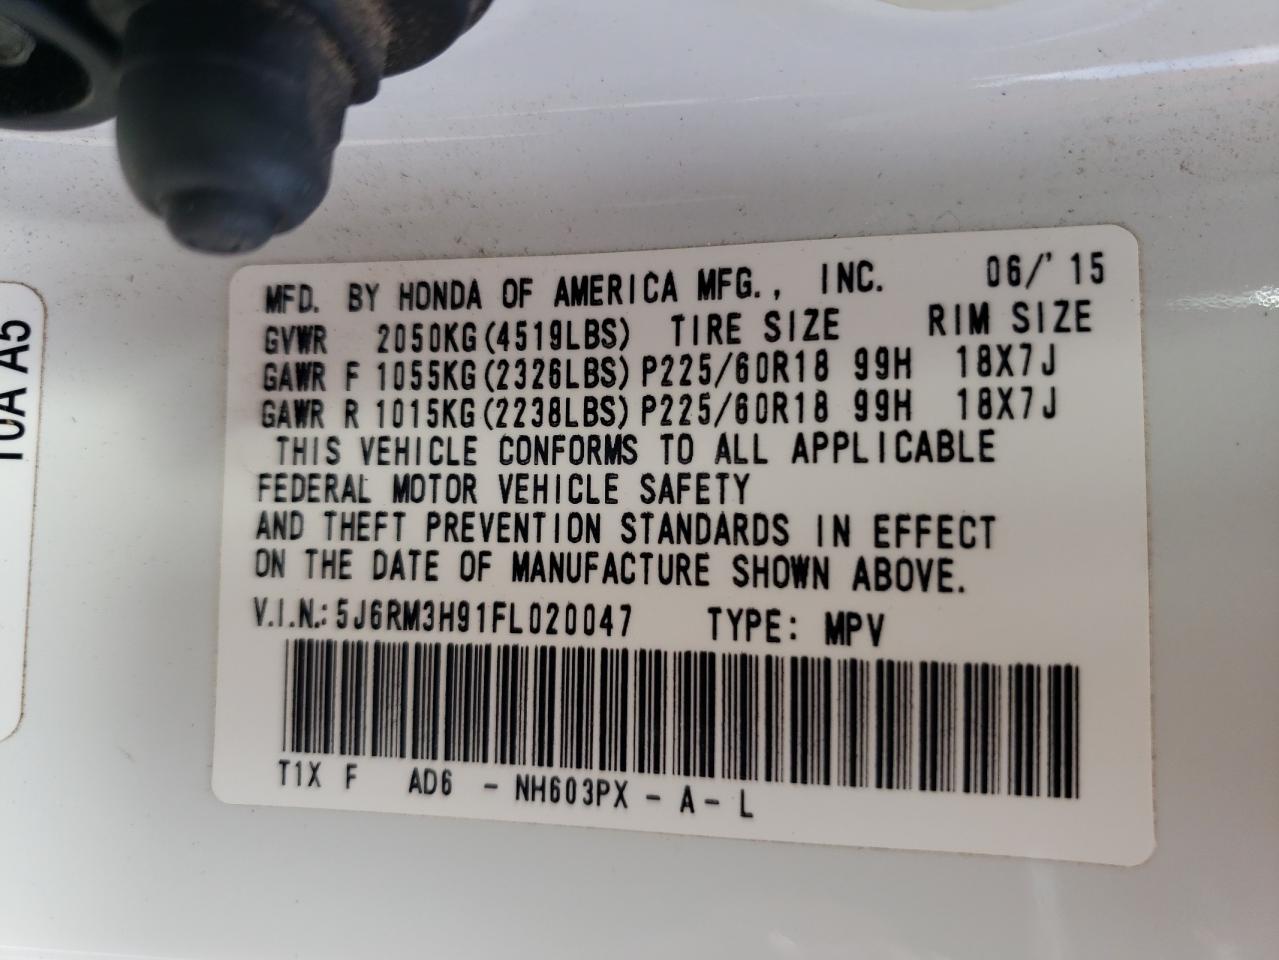 MFD. BY HONDA OF AMERICA MFG., INC. 06/'15
GVWR 2050KG(4519LBS) TIRE SIZE RIM SIZE
GAWR F 1055KG(2326LBS) P225/60R18 99H 18X7J
GAWR R 1015KG(2238LBS) P225/60R18 99H 18X7J
THIS VEHICLE CONFORMS TO ALL APPLICABLE
FEDERAL MOTOR VEHICLE SAFETY
AND THEFT PREVENTION STANDARDS IN EFFECT
ON THE DATE OF MANUFACTURE SHOWN ABOVE.
V.I.N.: 5J6RM3H91FL020047 TYPE: MPV
T1X F AD6 - NH603PX - A - L
A5